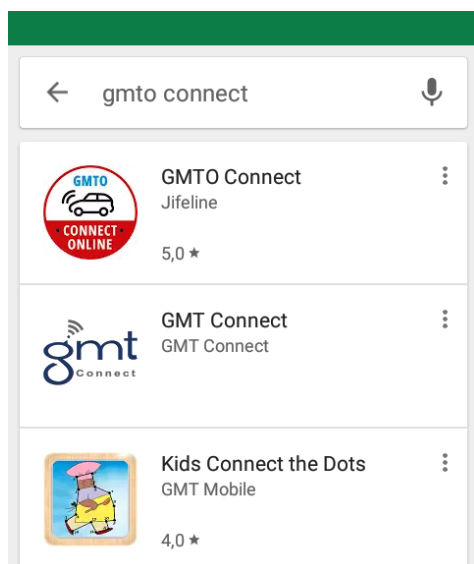 gmto connect
GMTO
CONNECT
ONLINE
GMTO Connect
Jifeline
5,0 ★
gmt
Connect
GMT Connect
GMT Connect
Kids Connect the Dots
GMT Mobile
4,0 ★